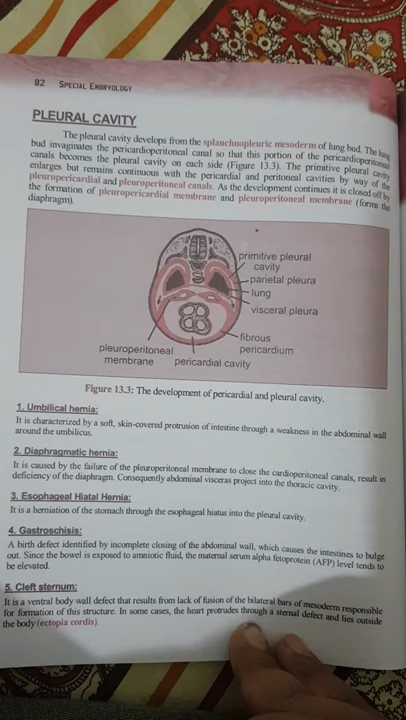 82 SPECIAL EMBRYOLOGY
PLEURAL CAVITY
The pleural cavity develops from the splanchnopleuric mesoderm of lung bud. The lung
bud invaginates the pericardioperitoneal canal so that this portion of the pericardioperitoneal
canals becomes the pleural cavity on each side (Figure 13.3). The primitive pleural cavity
enlarges but remains continuous with the pericardial and peritoneal cavities by way of the
pleuropericardial and pleuroperitoneal canals. As the development continues it is closed off by
the formation of pleuropericardial membrane and pleuroperitoneal membrane (forms the
diaphragm).
primitive pleural
cavity
parietal pleura
lung
visceral pleura
fibrous
pericardium
pleuroperitoneal
membrane
pericardial cavity
Figure 13.3: The development of pericardial and pleural cavity.
1. Umbilical hernia:
It is characterized by a soft, skin-covered protrusion of intestine through a weakness in the abdominal wall
around the umbilicus.
2. Diaphragmatic hernia:
It is caused by the failure of the pleuroperitoneal membrane to close the cardioperitoneal canals, result in
deficiency of the diaphragm. Consequently abdominal visceras project into the thoracic cavity.
3. Esophageal Hiatal Hernia:
It is a herniation of the stomach through the esophageal hiatus into the pleural cavity.
4. Gastroschisis:
A birth defect identified by incomplete closing of the abdominal wall, which causes the intestines to bulge
out. Since the bowel is exposed to amniotic fluid, the maternal serum alpha fetoprotein (AFP) level tends to
be elevated.
5. Cleft sternum:
It is a ventral body wall defect that results from lack of fusion of the bilateral bars of mesoderm responsible
for formation of this structure. In some cases, the heart protrudes through a sternal defect and lies outside
the body (ectopia cordis).